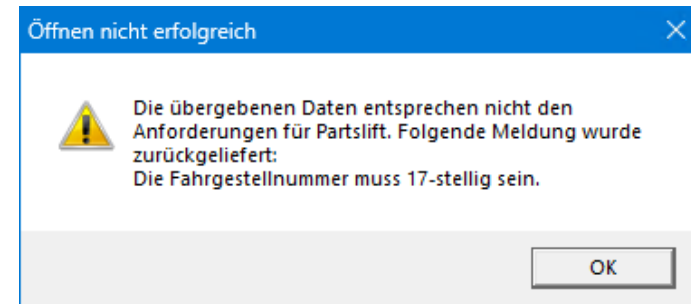 Öffnen nicht erfolgreich
Die übergebenen Daten entsprechen nicht den
Anforderungen für Partslift. Folgende Meldung wurde
zurückgeliefert:
Die Fahrgestellnummer muss 17-stellig sein.
OK